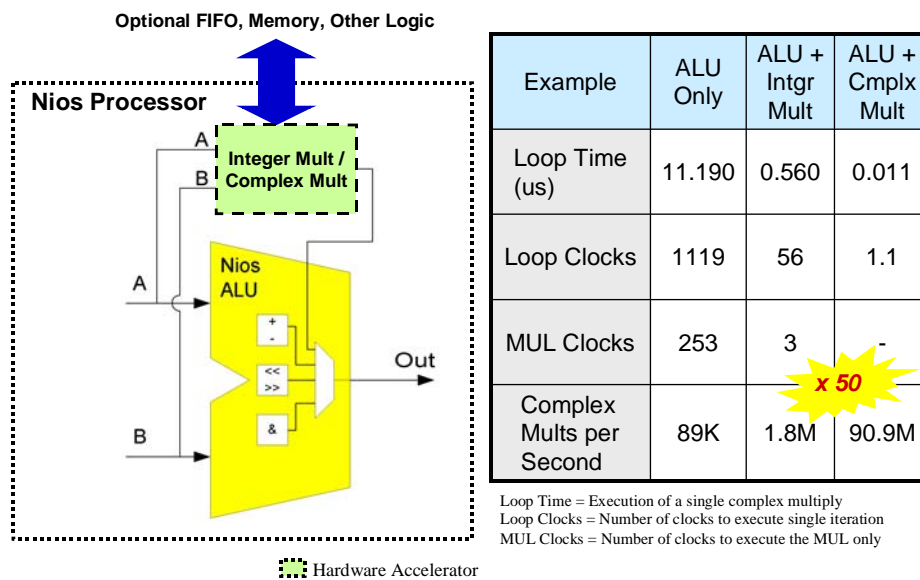 Optional FIFO, Memory, Other Logic
Nios Processor
A
B
Integer Mult /
Complex Mult
Nios
ALU
A
B
+
-
<<
>>
&
Out
Example
ALU
Only
ALU +
Intgr
Mult
ALU +
Cmplx
Mult
Loop Time
(us)
11.190
0.560
0.011
Loop Clocks
1119
56
1.1
MUL Clocks
253
3
-
x 50
Complex
Mults per
Second
89K
1.8M
90.9M
Loop Time = Execution of a single complex multiply
Loop Clocks = Number of clocks to execute single iteration
MUL Clocks = Number of clocks to execute the MUL only
Hardware Accelerator